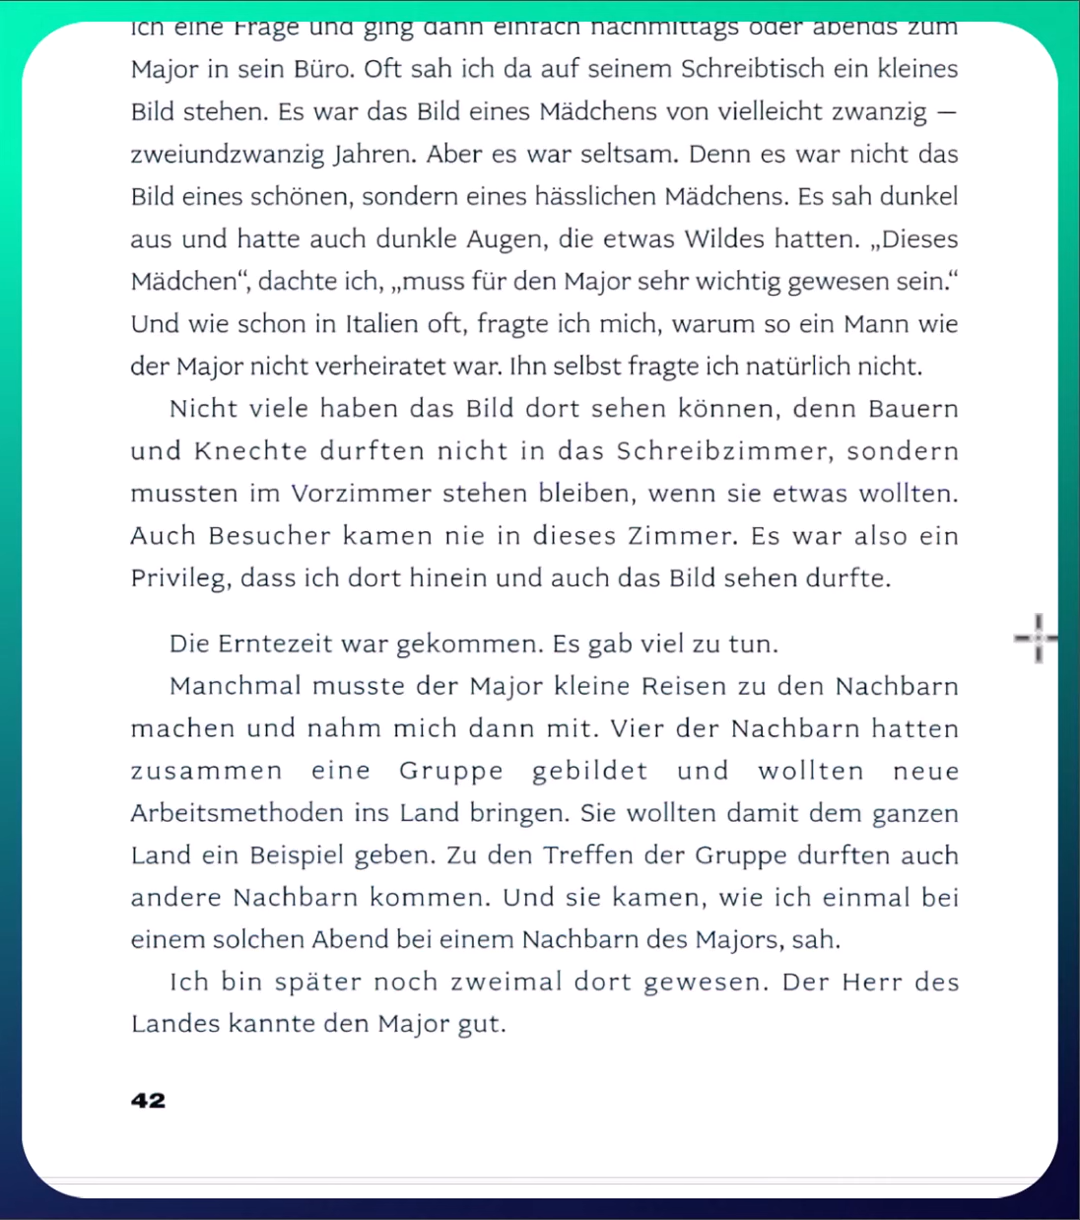 ich eine Frage und ging dann einfach nachmittags oder abends zum
Major in sein Büro. Oft sah ich da auf seinem Schreibtisch ein kleines
Bild stehen. Es war das Bild eines Mädchens von vielleicht zwanzig —
zweiundzwanzig Jahren. Aber es war seltsam. Denn es war nicht das
Bild eines schönen, sondern eines hässlichen Mädchens. Es sah dunkel
aus und hatte auch dunkle Augen, die etwas Wildes hatten. „Dieses
Mädchen“, dachte ich, „muss für den Major sehr wichtig gewesen sein.“
Und wie schon in Italien oft, fragte ich mich, warum so ein Mann wie
der Major nicht verheiratet war. Ihn selbst fragte ich natürlich nicht.
Nicht viele haben das Bild dort sehen können, denn Bauern
und Knechte durften nicht in das Schreibzimmer, sondern
mussten im Vorzimmer stehen bleiben, wenn sie etwas wollten.
Auch Besucher kamen nie in dieses Zimmer. Es war also ein
Privileg, dass ich dort hinein und auch das Bild sehen durfte.
Die Erntezeit war gekommen. Es gab viel zu tun.
Manchmal musste der Major kleine Reisen zu den Nachbarn
machen und nahm mich dann mit. Vier der Nachbarn hatten
zusammen eine Gruppe gebildet und wollten neue
Arbeitsmethoden ins Land bringen. Sie wollten damit dem ganzen
Land ein Beispiel geben. Zu den Treffen der Gruppe durften auch
andere Nachbarn kommen. Und sie kamen, wie ich einmal bei
einem solchen Abend bei einem Nachbarn des Majors, sah.
Ich bin später noch zweimal dort gewesen. Der Herr des
Landes kannte den Major gut.
42